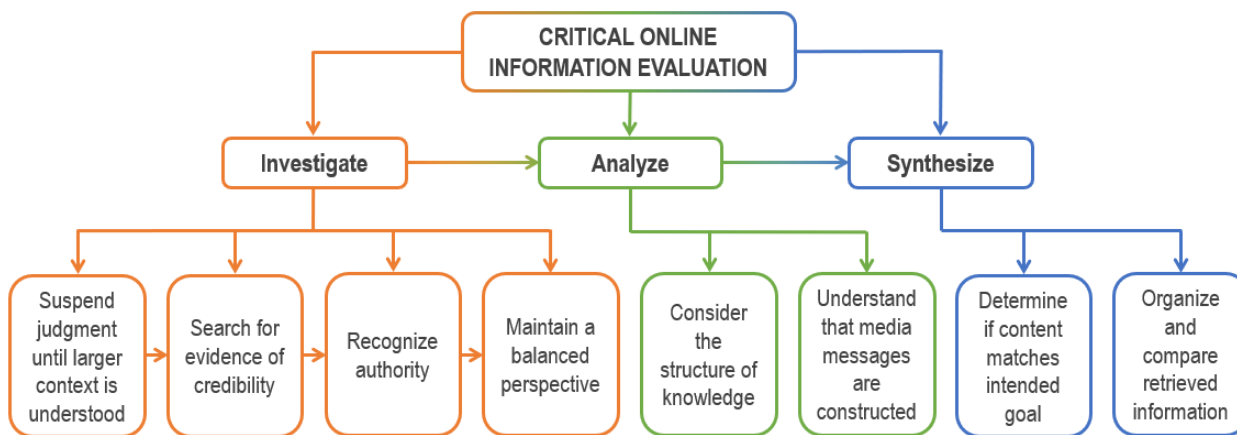 CRITICAL ONLINE
INFORMATION EVALUATION
Investigate
Analyze
Synthesize
Suspend
judgment
until larger
context is
understood
Search for
evidence of
credibility
Recognize
authority
Maintain a
balanced
perspective
Consider
the
structure of
knowledge
Understand
that media
messages
are
constructed
Determine
if content
matches
intended
goal
Organize
and
compare
retrieved
information